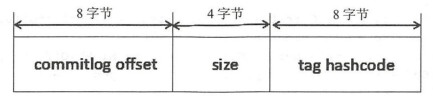 8字节 4字节 8字节
commitlog offset size tag hashcode